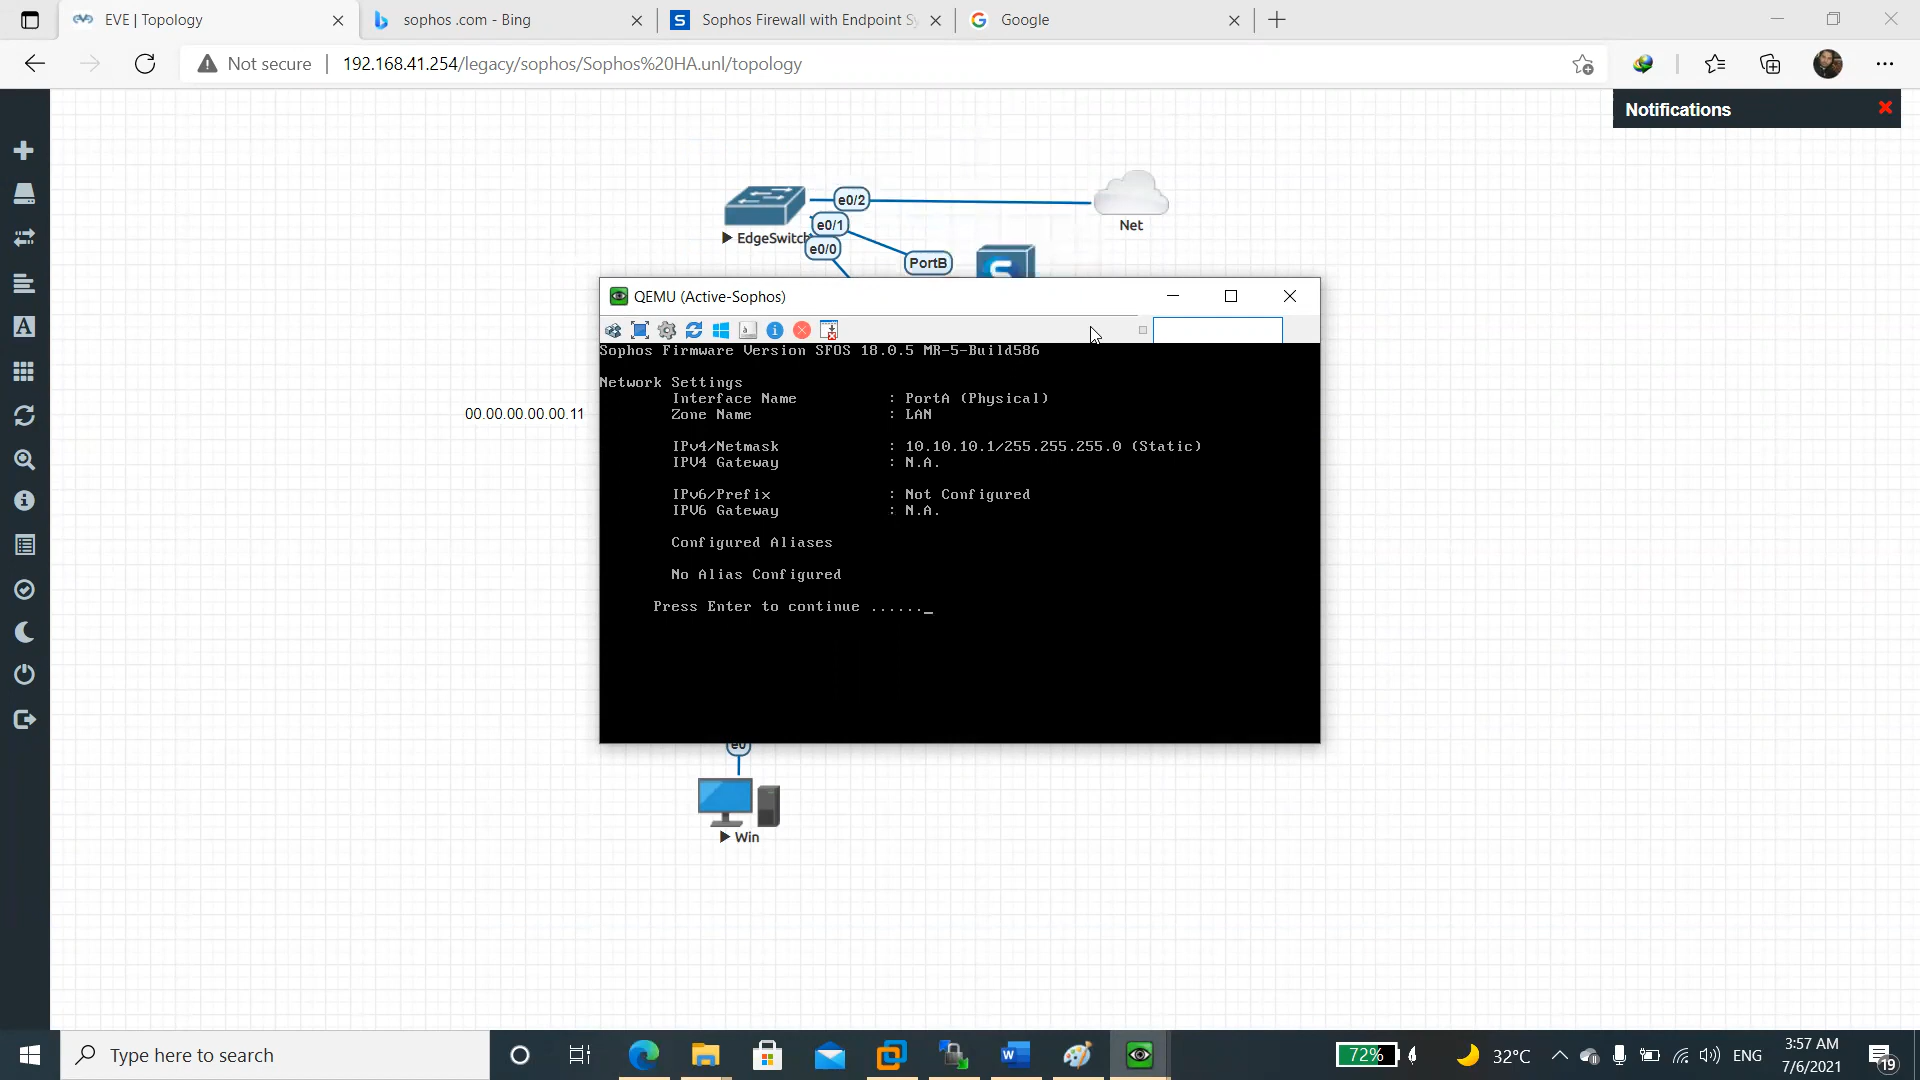 EVE | Topology
sophos .com - Bing
Sophos Firewall with Endpoint Sy
Google
Not secure
192.168.41.254/legacy/sophos/Sophos%20HA.unl/topology
Notifications
e0/2
Net
e0/1
EdgeSwitch
e0/0
PortB
QEMU (Active-Sophos)
Sophos Firmware Version SFOS 18.0.5 MR-5-Build586
Network Settings
Interface Name : PortA (Physical)
Zone Name : LAN
00.00.00.00.00.11
IPv4/Netmask : 10.10.10.1/255.255.255.0 (Static)
IPV4 Gateway : N.A.
IPv6/Prefix : Not Configured
IPV6 Gateway : N.A.
Configured Aliases
No Alias Configured
Press Enter to continue ......_
e0
Win
Type here to search
72%
32°C
ENG
3:57 AM
7/6/2021
19